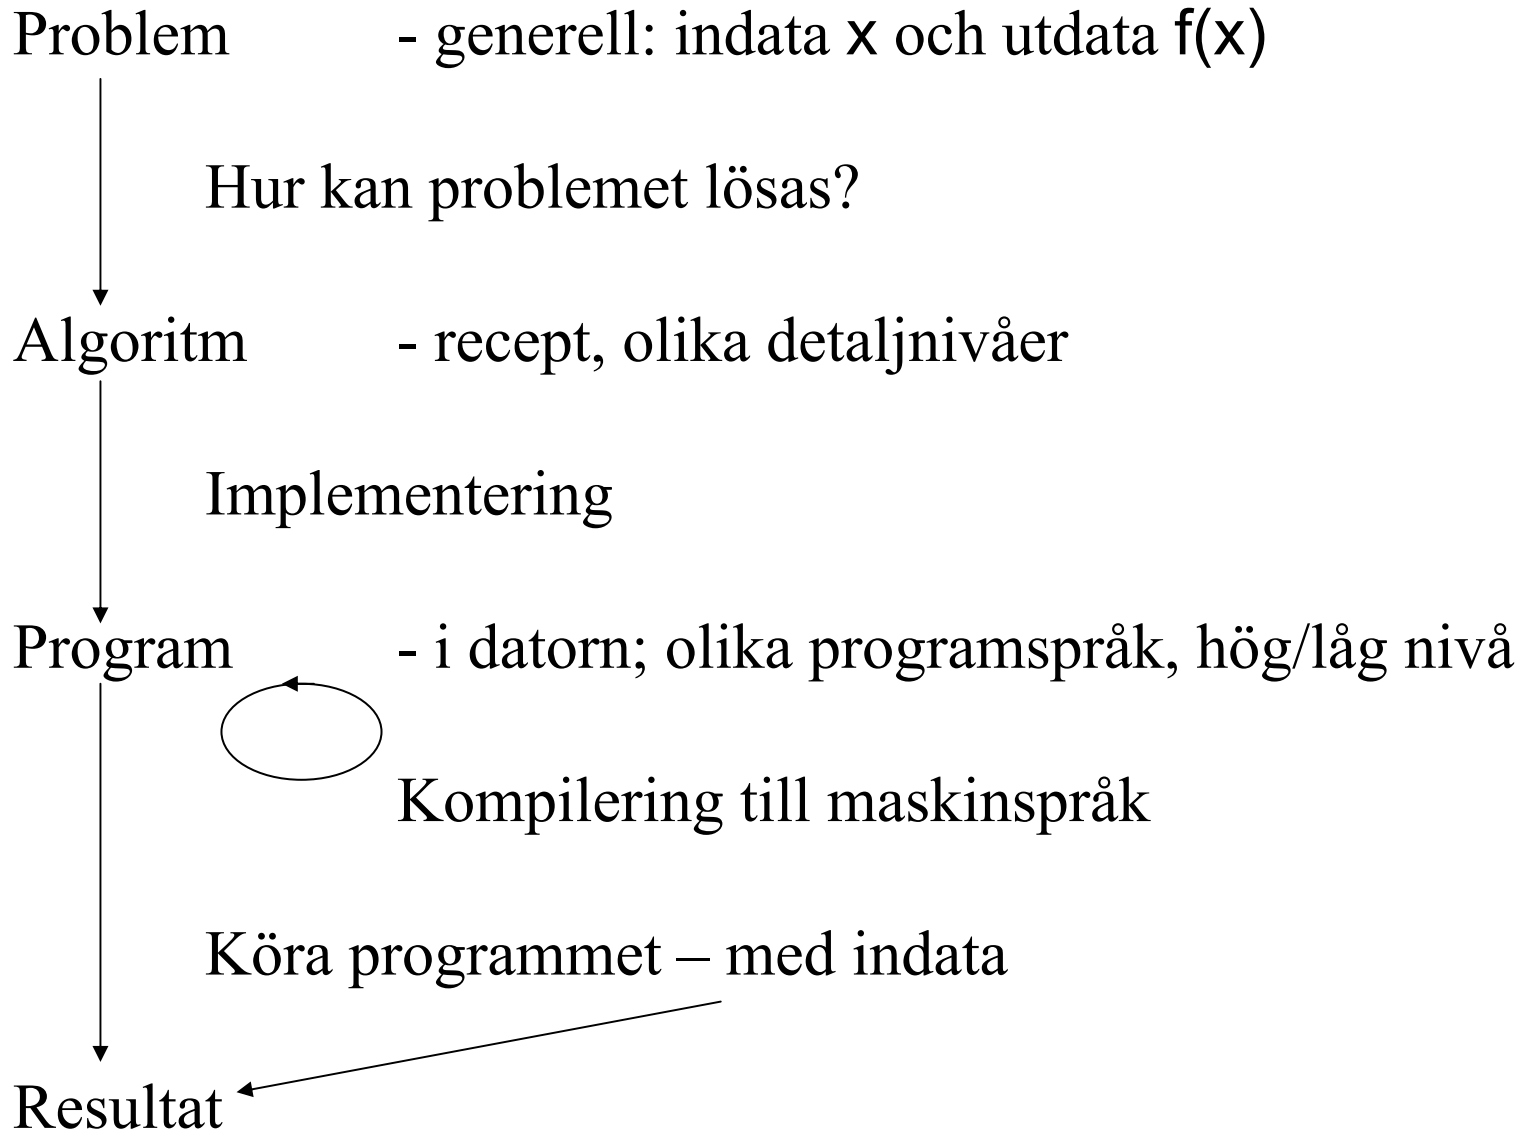 Problem - generell: indata x och utdata f(x)
Hur kan problemet lösas?
Algoritm - recept, olika detaljnivåer
Implementering
Program - i datorn; olika programspråk, hög/låg nivå
Kompilering till maskinspråk
Köra programmet – med indata
Resultat